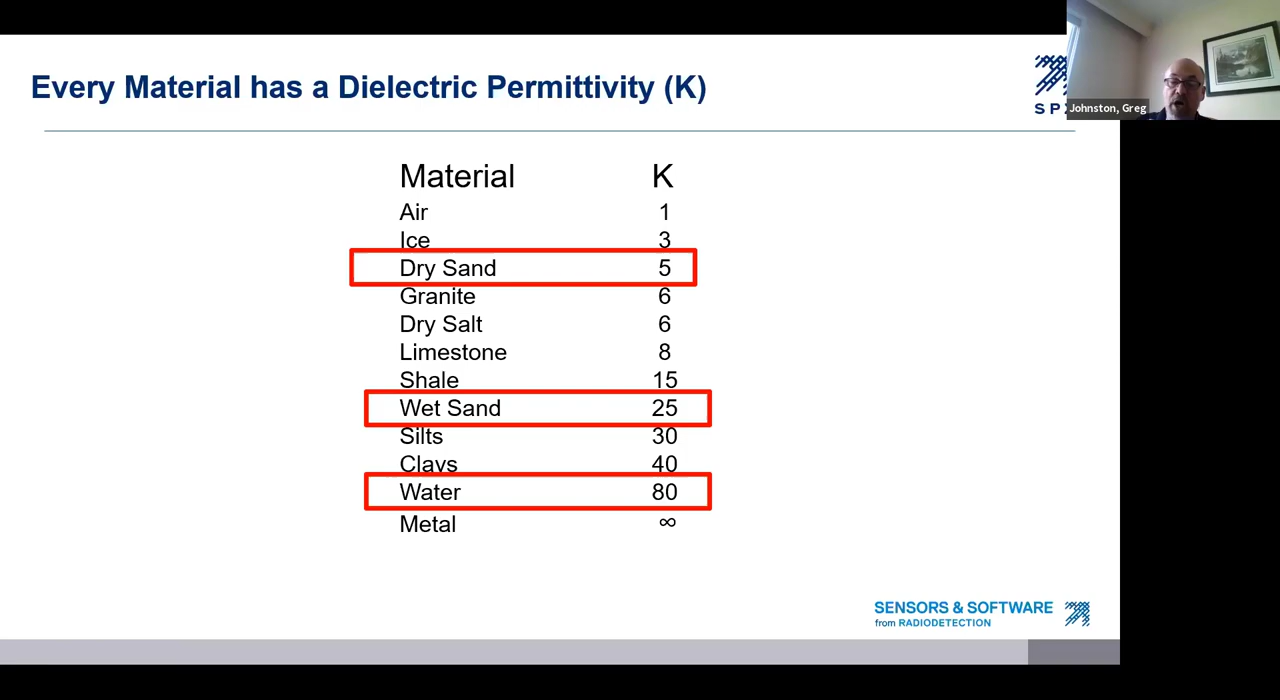 Every Material has a Dielectric Permittivity (K)
SP
Johnston, Greg
Material K
Air 1
Ice 3
Dry Sand 5
Granite 6
Dry Salt 6
Limestone 8
Shale 15
Wet Sand 25
Silts 30
Clays 40
Water 80
Metal ∞
SENSORS & SOFTWARE
from RADIODETECTION